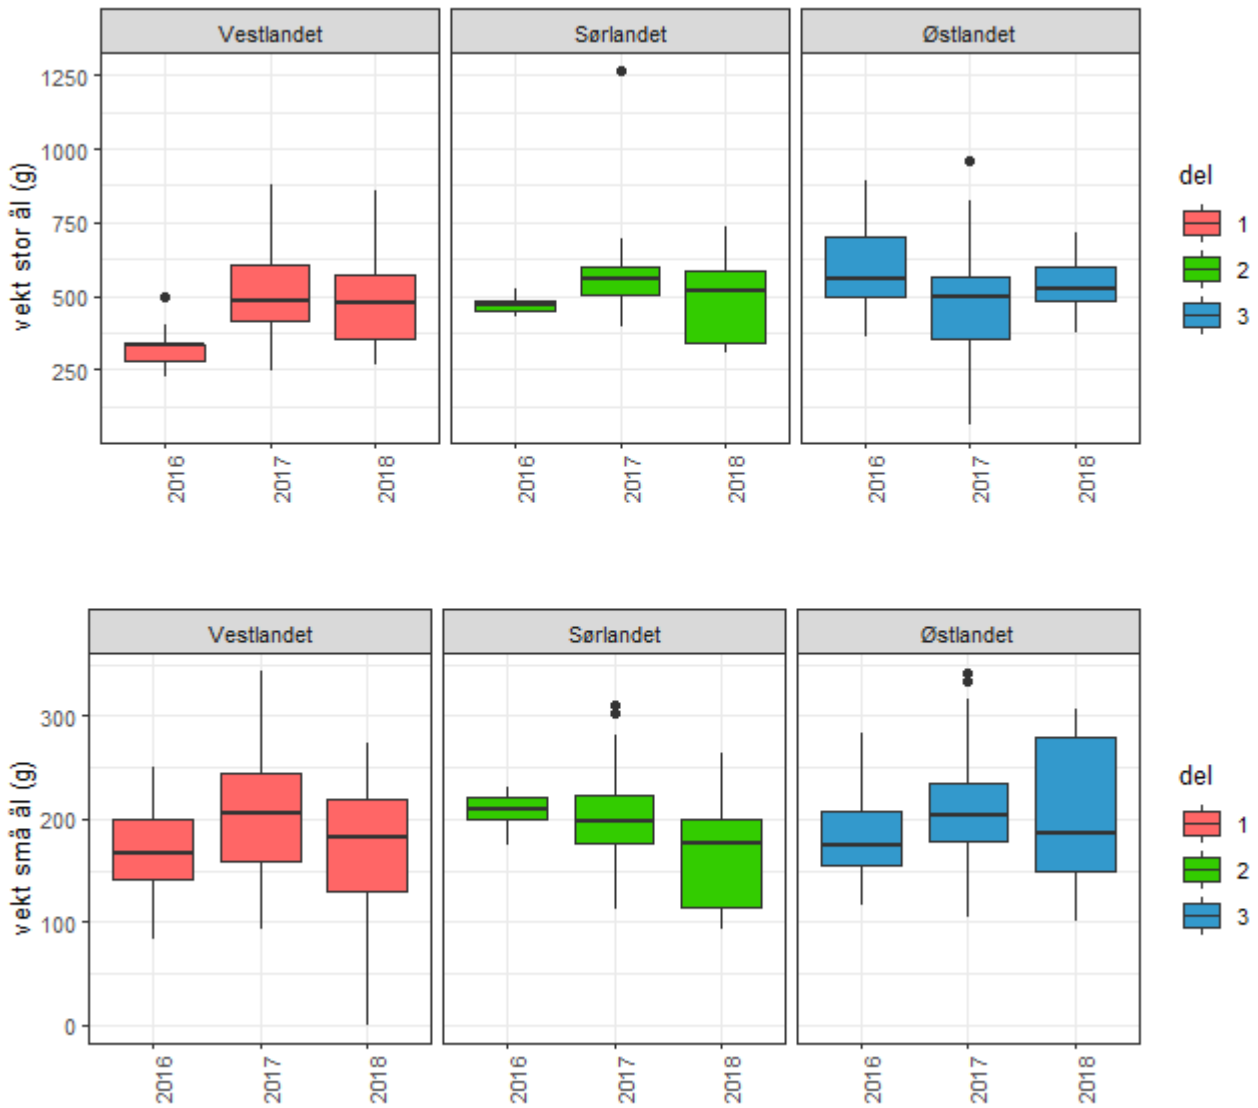 Vestlandet Sørlandet Østlandet
vekt stor ål (g)
1250
1000
750
500
250
2016 2017 2018 2016 2017 2018 2016 2017 2018
del
1
2
3
Vestlandet Sørlandet Østlandet
vekt små ål (g)
300
200
100
0
2016 2017 2018 2016 2017 2018 2016 2017 2018
del
1
2
3